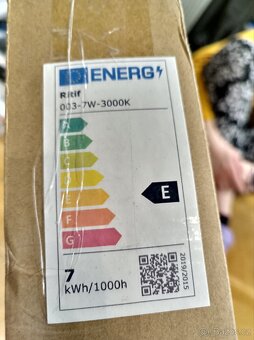 ENERG
Ritif
003-7W-3000K
A
B
C
D
E
F
G
E
7
kWh/1000h
2019/2015